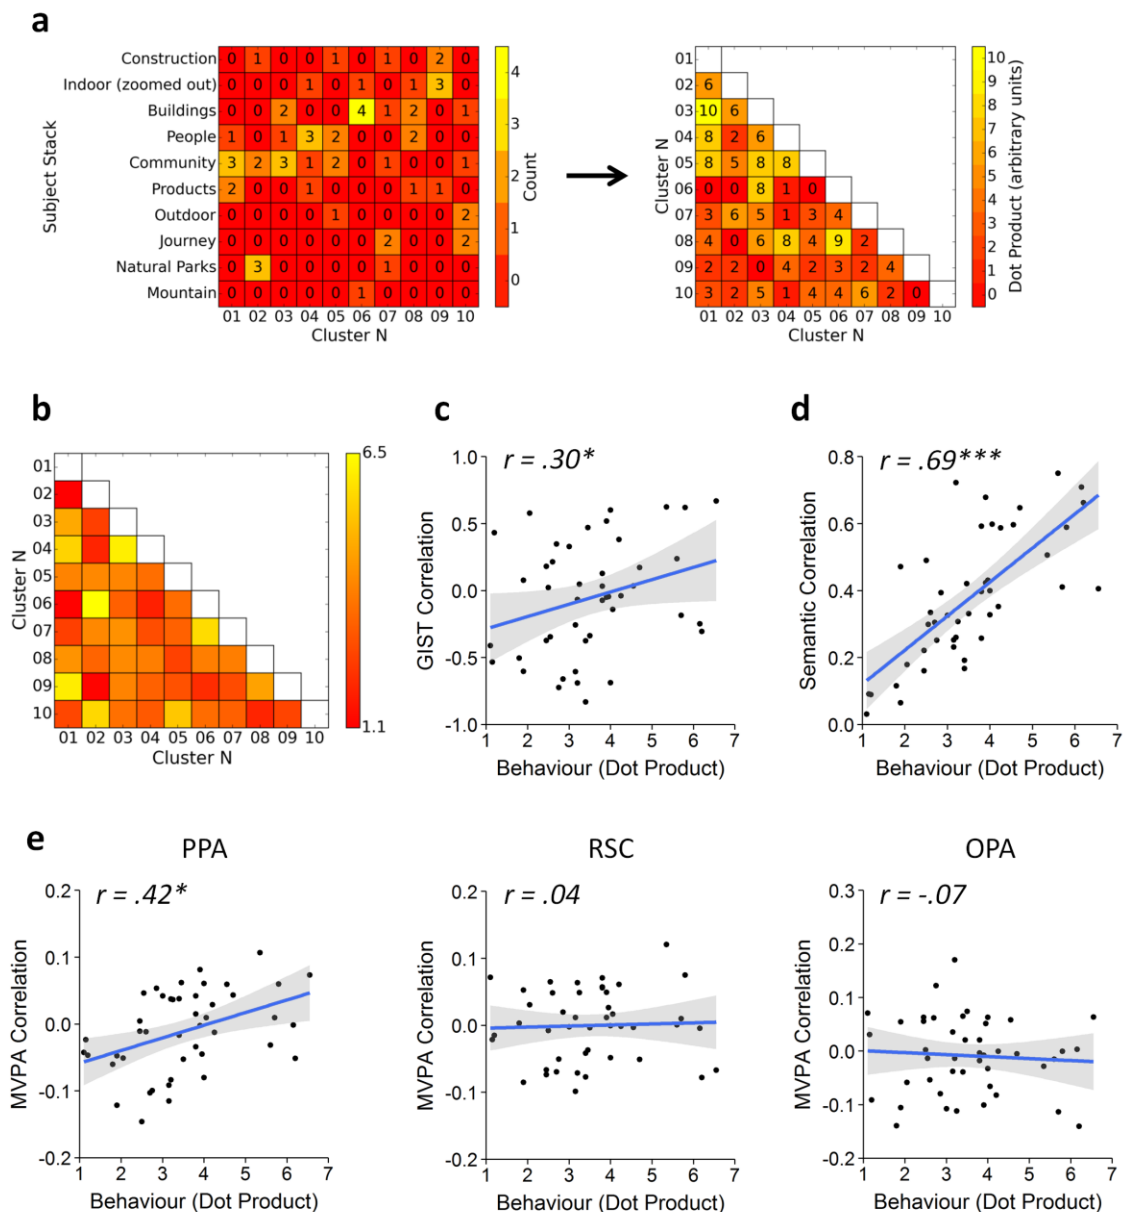 a
Subject Stack
Construction 0 1 0 0 1 0 1 0 2 0
Indoor (zoomed out) 0 0 0 1 0 1 0 1 3 0
Buildings 0 0 2 0 0 4 1 2 0 1
People 1 0 1 3 2 0 0 2 0 0
Community 3 2 3 1 2 0 1 0 0 1
Products 2 0 0 1 0 0 0 1 1 0
Outdoor 0 0 0 0 1 0 0 0 0 2
Journey 0 0 0 0 0 0 2 0 0 2
Natural Parks 0 3 0 0 0 0 1 0 0 0
Mountain 0 0 0 0 0 1 0 0 0 0
01 02 03 04 05 06 07 08 09 10
Cluster N
4
3
2
1
0
Count
Cluster N
01
02 6
03 10 6
04 8 2 6
05 8 5 8 8
06 0 0 8 1 0
07 3 6 5 1 3 4
08 4 0 6 8 4 9 2
09 2 2 0 4 2 3 2 4
10 3 2 5 1 4 4 6 2 0
01 02 03 04 05 06 07 08 09 10
Cluster N
10
9
8
7
6
5
4
3
2
1
0
Dot Product (arbitrary units)
b
Cluster N
01
02
03
04
05
06
07
08
09
10
01 02 03 04 05 06 07 08 09 10
Cluster N
6.5
1.1
c
r = .30*
GIST Correlation
1.0
0.5
0.0
-0.5
-1.0
1 2 3 4 5 6 7
Behaviour (Dot Product)
d
r = .69***
Semantic Correlation
0.8
0.6
0.4
0.2
0.0
1 2 3 4 5 6 7
Behaviour (Dot Product)
e
PPA
r = .42*
MVPA Correlation
0.2
0.1
0.0
-0.1
-0.2
1 2 3 4 5 6 7
Behaviour (Dot Product)
RSC
r = .04
MVPA Correlation
0.2
0.1
0.0
-0.1
-0.2
1 2 3 4 5 6 7
Behaviour (Dot Product)
OPA
r = -.07
MVPA Correlation
0.3
0.2
0.1
0.0
-0.1
-0.2
1 2 3 4 5 6 7
Behaviour (Dot Product)